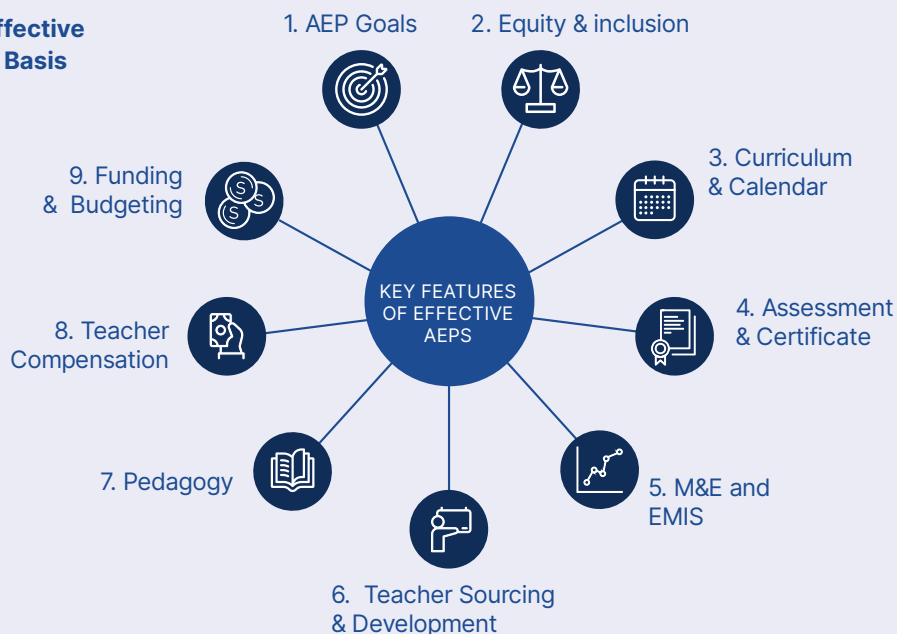 ffective
Basis
1. AEP Goals
2. Equity & inclusion
3. Curriculum
& Calendar
4. Assessment
& Certificate
5. M&E and
EMIS
6. Teacher Sourcing
& Development
7. Pedagogy
8. Teacher
Compensation
9. Funding
& Budgeting
KEY FEATURES
OF EFFECTIVE
AEPS
S
S
S